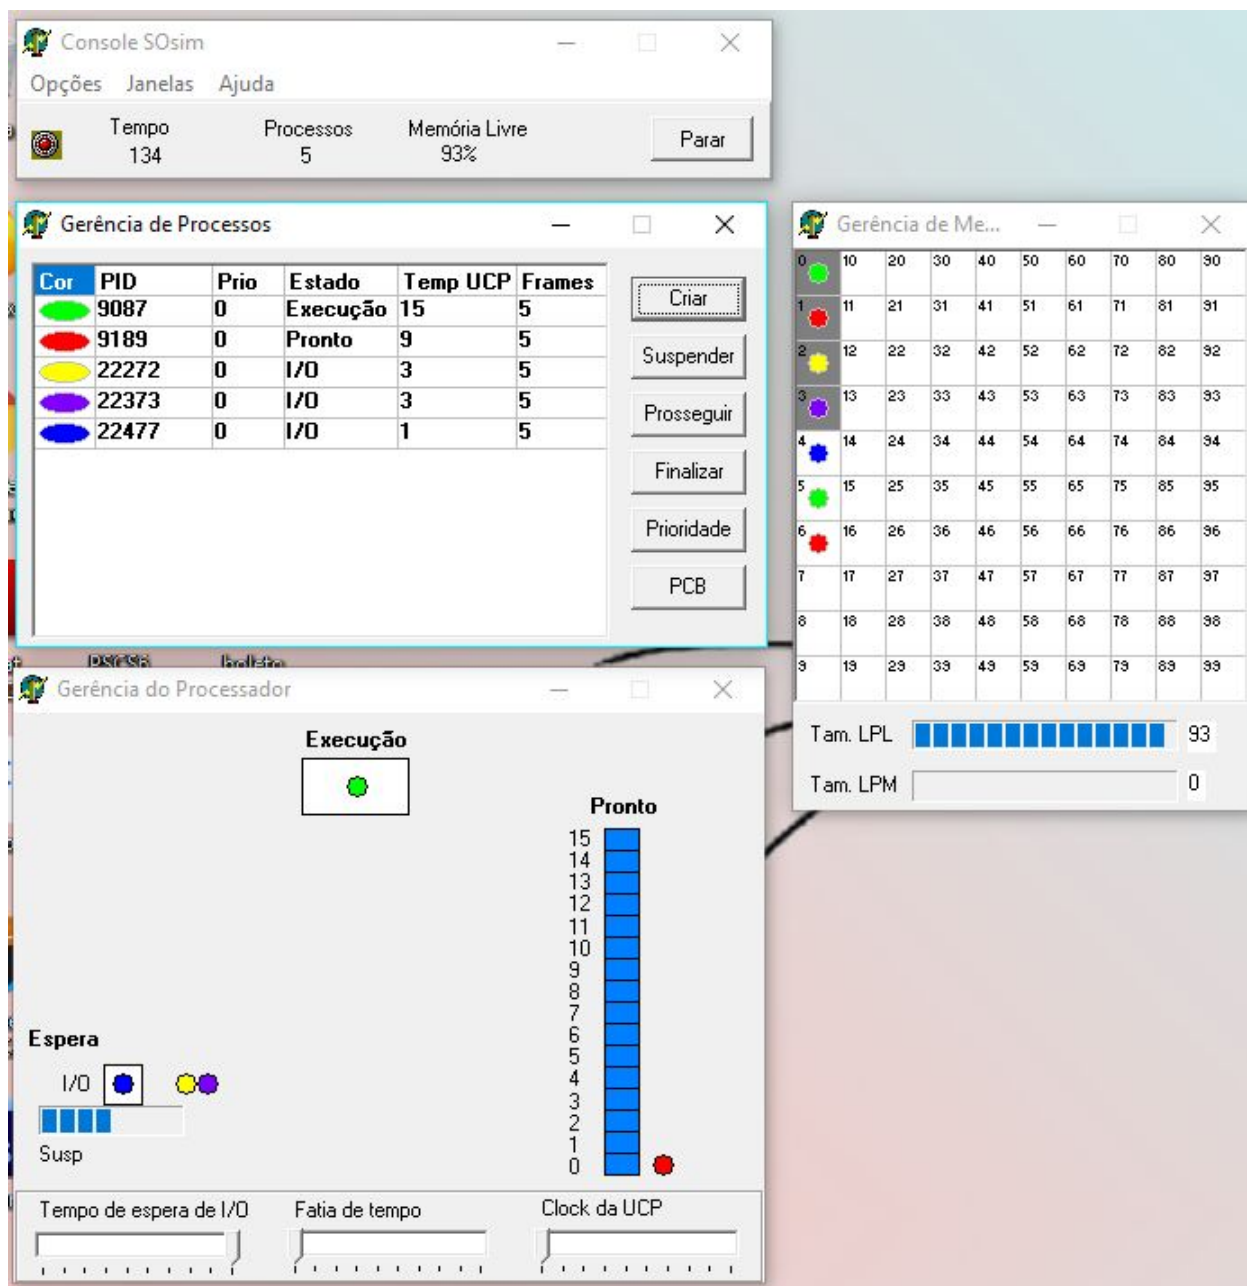 Console SOsim
Opções Janelas Ajuda
Tempo Processos Memória Livre
134 5 93% Parar
Gerência de Processos
Cor PID Prio Estado Temp UCP Frames
9087 0 Execução 15 5
9189 0 Pronto 9 5
22272 0 I/O 3 5
22373 0 I/O 3 5
22477 0 I/O 1 5
Criar
Suspender
Prosseguir
Finalizar
Prioridade
PCB
Gerência de Me...
0 10 20 30 40 50 60 70 80 90
1 11 21 31 41 51 61 71 81 91
2 12 22 32 42 52 62 72 82 92
3 13 23 33 43 53 63 73 83 93
4 14 24 34 44 54 64 74 84 94
5 15 25 35 45 55 65 75 85 95
6 16 26 36 46 56 66 76 86 96
7 17 27 37 47 57 67 77 87 97
8 18 28 38 48 58 68 78 88 98
9 19 29 39 49 59 69 79 89 99
Tam. LPL 93
Tam. LPM 0
Gerência do Processador
Execução
Pronto
15
14
13
12
11
10
9
8
7
6
5
4
3
2
1
0
Espera
I/O
Susp
Tempo de espera de I/O Fatia de tempo Clock da UCP